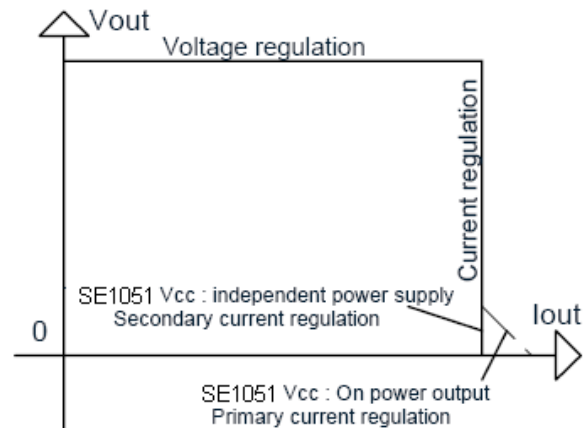 Vout
Voltage regulation
Current regulation
SE1051 Vcc : independent power supply
Secondary current regulation
0
Iout
SE1051 Vcc : On power output
Primary current regulation